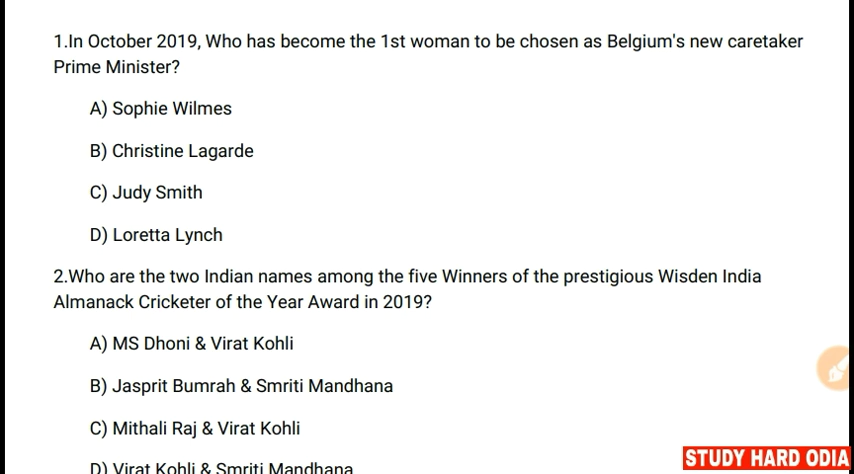 1.In October 2019, Who has become the 1st woman to be chosen as Belgium's new caretaker
Prime Minister?
A) Sophie Wilmes
B) Christine Lagarde
C) Judy Smith
D) Loretta Lynch
2.Who are the two Indian names among the five Winners of the prestigious Wisden India
Almanack Cricketer of the Year Award in 2019?
A) MS Dhoni & Virat Kohli
B) Jasprit Bumrah & Smriti Mandhana
C) Mithali Raj & Virat Kohli
D) Virat Kohli & Smriti Mandhana
STUDY HARD ODIA